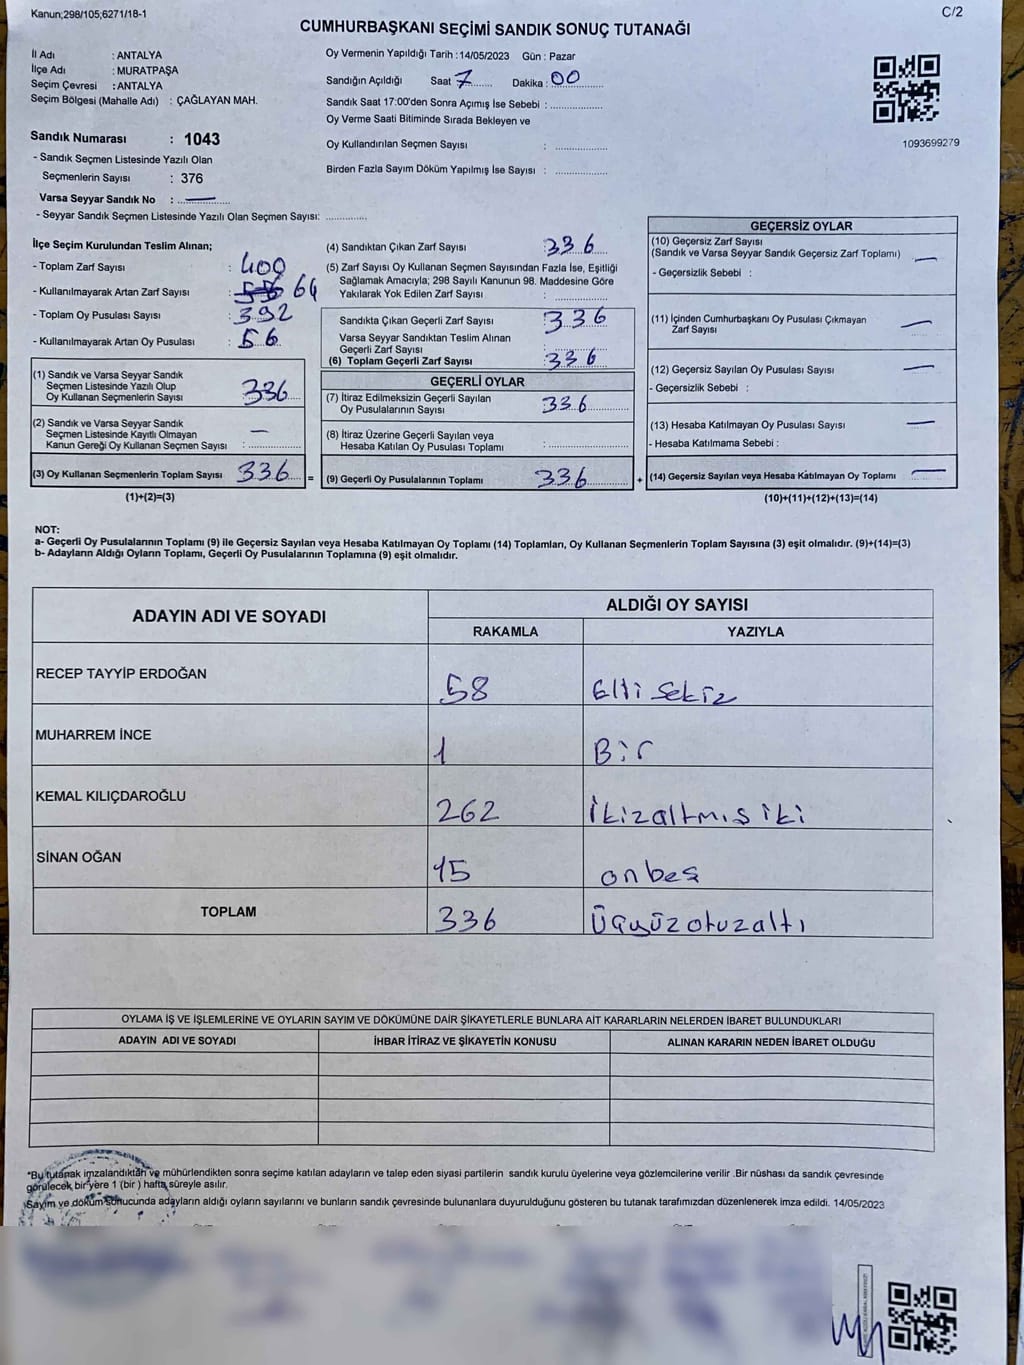 Kanun;298/105;6271/18-1
C/2
CUMHURBAŞKANI SEÇİMİ SANDIK SONUÇ TUTANAĞI
İl Adı : ANTALYA
İlçe Adı : MURATPAŞA
Seçim Çevresi : ANTALYA
Seçim Bölgesi (Mahalle Adı) : ÇAĞLAYAN MAH.
Sandık Numarası : 1043
- Sandık Seçmen Listesinde Yazılı Olan
Seçmenlerin Sayısı : 376
Varsa Seyyar Sandık No : —
- Seyyar Sandık Seçmen Listesinde Yazılı Olan Seçmen Sayısı: ..............
Oy Vermenin Yapıldığı Tarih : 14/05/2023 Gün : Pazar
Sandığın Açıldığı Saat 7 Dakika : 00
Sandık Saat 17:00'den Sonra Açımış İse Sebebi : ..................
Oy Verme Saati Bitiminde Sırada Bekleyen ve
Oy Kullandırılan Seçmen Sayısı : ..................
Birden Fazla Sayım Döküm Yapılmış İse Sayısı : ..................
1093699279
İlçe Seçim Kurulundan Teslim Alınan;
- Toplam Zarf Sayısı : 400
- Kullanılmayarak Artan Zarf Sayısı : 64
- Toplam Oy Pusulası Sayısı : 392
- Kullanılmayarak Artan Oy Pusulası : 56
(1) Sandık ve Varsa Seyyar Sandık
Seçmen Listesinde Yazılı Olup
Oy Kullanan Seçmenlerin Sayısı 336
(2) Sandık ve Varsa Seyyar Sandık
Seçmen Listesinde Kayıtlı Olmayan
Kanun Gereği Oy Kullanan Seçmen Sayısı : —
(3) Oy Kullanan Seçmenlerin Toplam Sayısı 336 =
(1)+(2)=(3)
(4) Sandıktan Çıkan Zarf Sayısı 336
(5) Zarf Sayısı Oy Kullanan Seçmen Sayısından Fazla İse, Eşitliği
Sağlamak Amacıyla; 298 Sayılı Kanunun 98. Maddesine Göre
Yakılarak Yok Edilen Zarf Sayısı : ..................
Sandıkta Çıkan Geçerli Zarf Sayısı : 336
Varsa Seyyar Sandıktan Teslim Alınan
Geçerli Zarf Sayısı :
(6) Toplam Geçerli Zarf Sayısı 336
GEÇERLİ OYLAR
(7) İtiraz Edilmeksizin Geçerli Sayılan
Oy Pusulalarının Sayısı 336
(8) İtiraz Üzerine Geçerli Sayılan veya
Hesaba Katılan Oy Pusulası Toplamı : ..................
(9) Geçerli Oy Pusulalarının Toplamı 336 +
GEÇERSİZ OYLAR
(10) Geçersiz Zarf Sayısı
(Sandık ve Varsa Seyyar Sandık Geçersiz Zarf Toplamı) —
- Geçersizlik Sebebi :
(11) İçinden Cumhurbaşkanı Oy Pusulası Çıkmayan
Zarf Sayısı —
(12) Geçersiz Sayılan Oy Pusulası Sayısı —
- Geçersizlik Sebebi :
(13) Hesaba Katılmayan Oy Pusulası Sayısı —
- Hesaba Katılmama Sebebi :
(14) Geçersiz Sayılan veya Hesaba Katılmayan Oy Toplamı —
(10)+(11)+(12)+(13)=(14)
NOT:
a- Geçerli Oy Pusulalarının Toplamı (9) ile Geçersiz Sayılan veya Hesaba Katılmayan Oy Toplamı (14) Toplamları, Oy Kullanan Seçmenlerin Toplam Sayısına (3) eşit olmalıdır. (9)+(14)=(3)
b- Adayların Aldığı Oyların Toplamı, Geçerli Oy Pusulalarının Toplamına (9) eşit olmalıdır.
ADAYIN ADI VE SOYADI
ALDIĞI OY SAYISI
RAKAMLA YAZIYLA
RECEP TAYYİP ERDOĞAN 58 Elli Sekiz
MUHARREM İNCE 1 Bir
KEMAL KILIÇDAROĞLU 262 İkizaltmış iki
SİNAN OĞAN 15 onbeş
TOPLAM 336 Üçyüzotuzaltı
OYLAMA İŞ VE İŞLEMLERİNE VE OYLARIN SAYIM VE DÖKÜMÜNE DAİR ŞİKAYETLERLE BUNLARA AİT KARARLARIN NELERDEN İBARET BULUNDUKLARI
ADAYIN ADI VE SOYADI İHBAR İTİRAZ VE ŞİKAYETİN KONUSU ALINAN KARARIN NEDEN İBARET OLDUĞU
*Bu tutanak imzalandıktan ve mühürlendikten sonra seçime katılan adayların ve talep eden siyasi partilerin sandık kurulu üyelerine veya gözlemcilerine verilir .Bir nüshası da sandık çevresinde
görülecek bir yere 1 (bir ) hafta süreyle asılır.
Sayım ve döküm sonucunda adayların aldığı oyların sayılarını ve bunların sandık çevresinde bulunanlara duyurulduğunu gösteren bu tutanak tarafımızdan düzenlenerek imza edildi. 14/05/2023